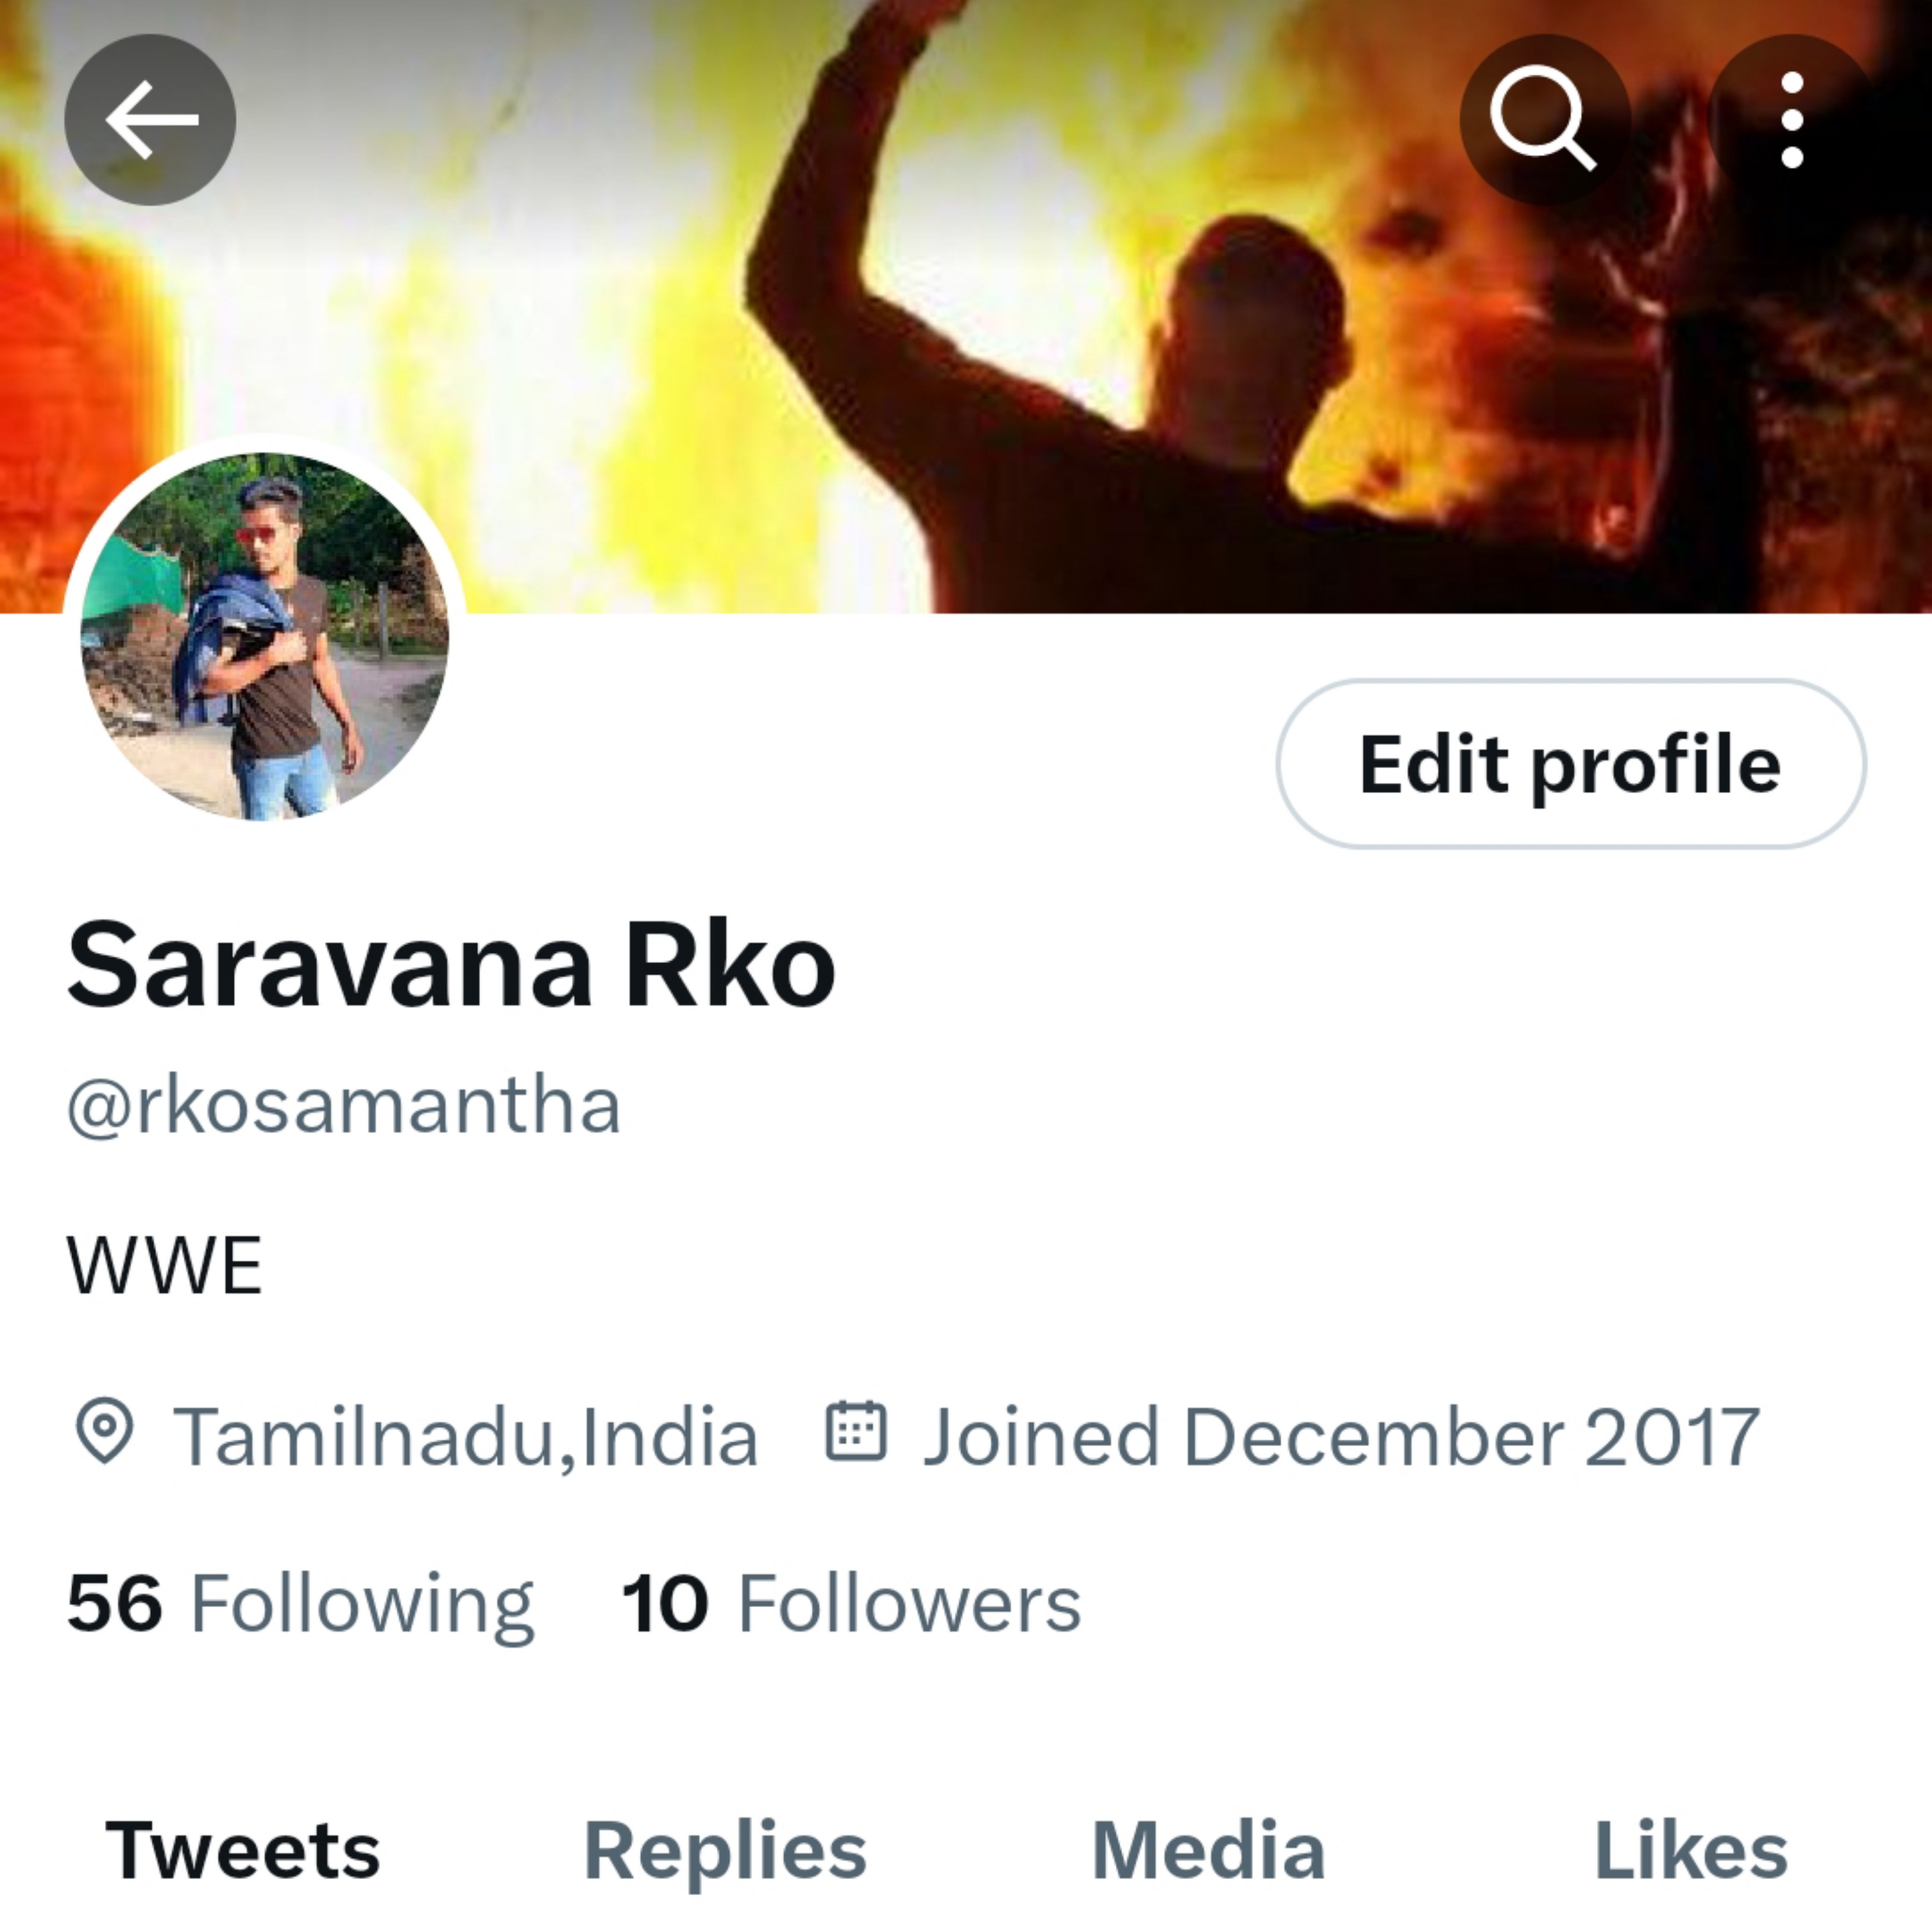 Edit profile
Saravana Rko
@rkosamantha
WWE
Tamilnadu,India Joined December 2017
56 Following 10 Followers
Tweets Replies Media Likes